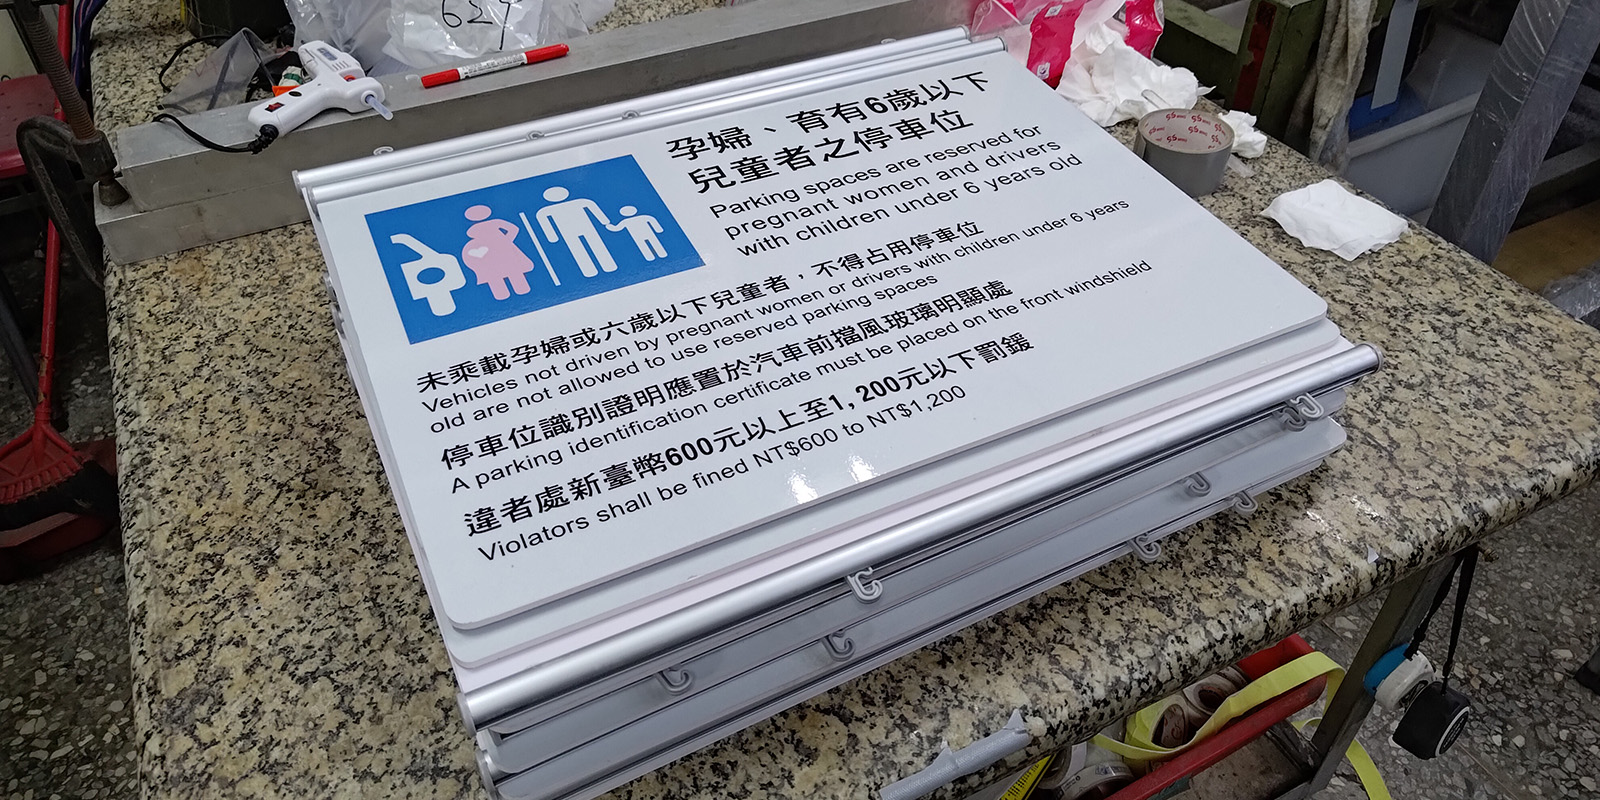 629
孕婦、育有6歲以下
兒童者之停車位
Parking spaces are reserved for
pregnant women and drivers
with children under 6 years old
未乘載孕婦或六歲以下兒童者，不得占用停車位
Vehicles not driven by pregnant women or drivers with children under 6 years
old are not allowed to use reserved parking spaces
停車位識別證明應置於汽車前擋風玻璃明顯處
A parking identification certificate must be placed on the front windshield
違者處新臺幣600元以上至1,200元以下罰鍰
Violators shall be fined NT$600 to NT$1,200